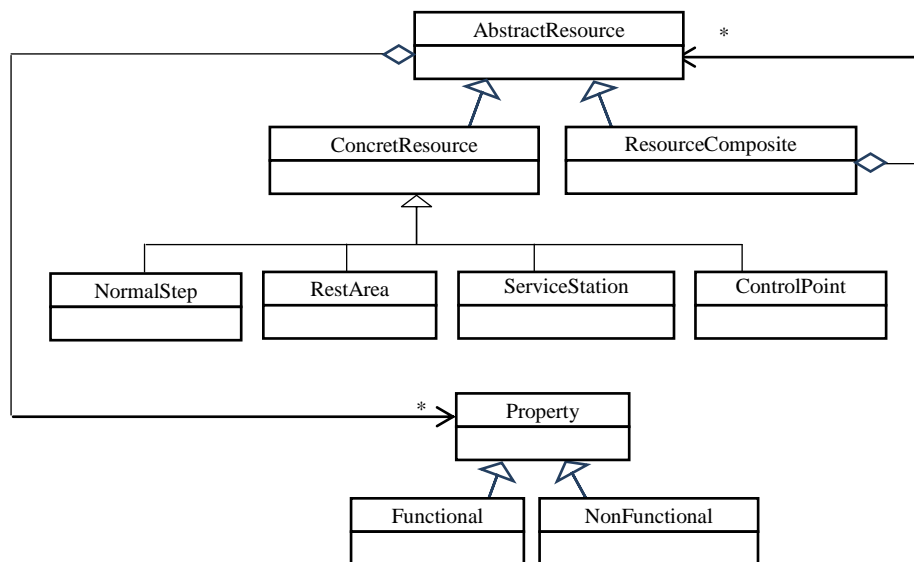 AbstractResource
*
ConcretResource
ResourceComposite
NormalStep
RestArea
ServiceStation
ControlPoint
*
Property
Functional
NonFunctional